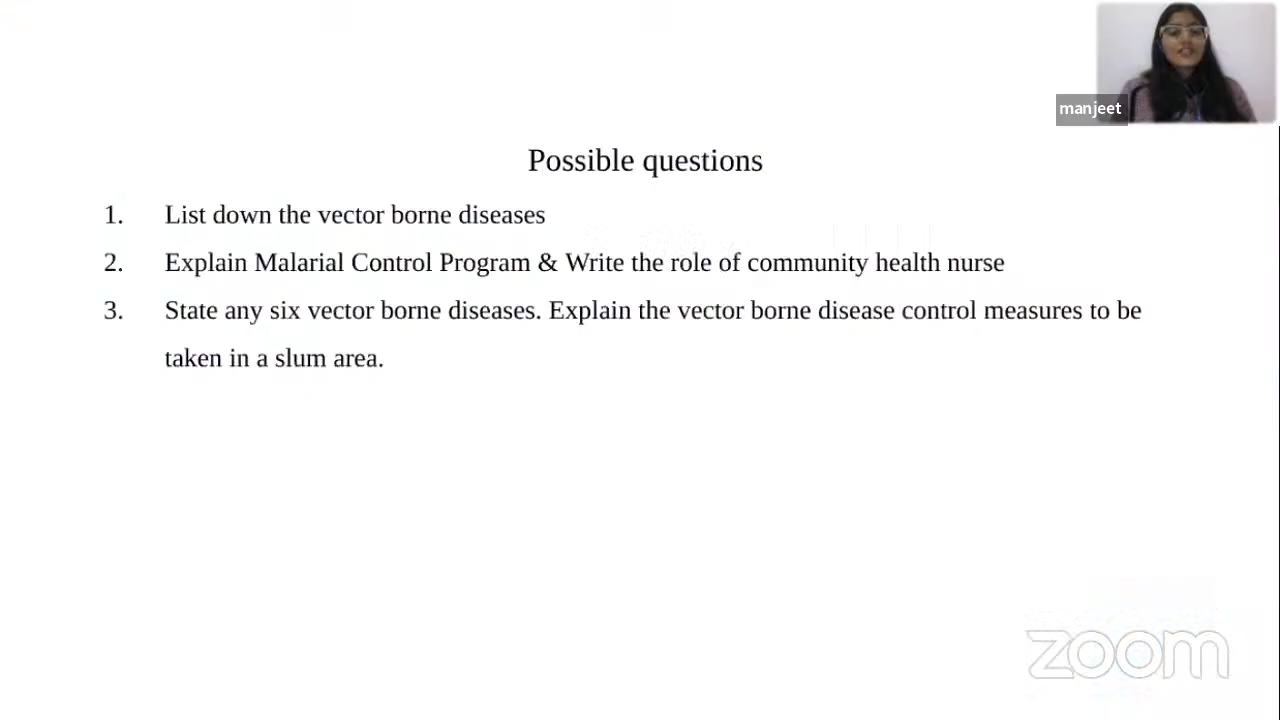 manjeet
Possible questions
1. List down the vector borne diseases
2. Explain Malarial Control Program & Write the role of community health nurse
3. State any six vector borne diseases. Explain the vector borne disease control measures to be
taken in a slum area.
zoom